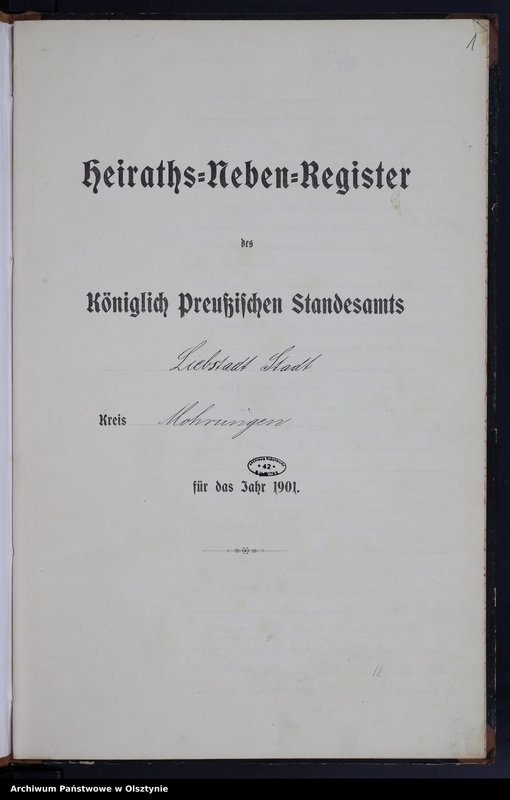 1
Heiraths=Neben=Register
des
Königlich Preußischen Standesamts
Liebstadt Stadt
Kreis Mohrungen
42
für das Jahr 1901.
Archiwum Państwowe w Olsztynie